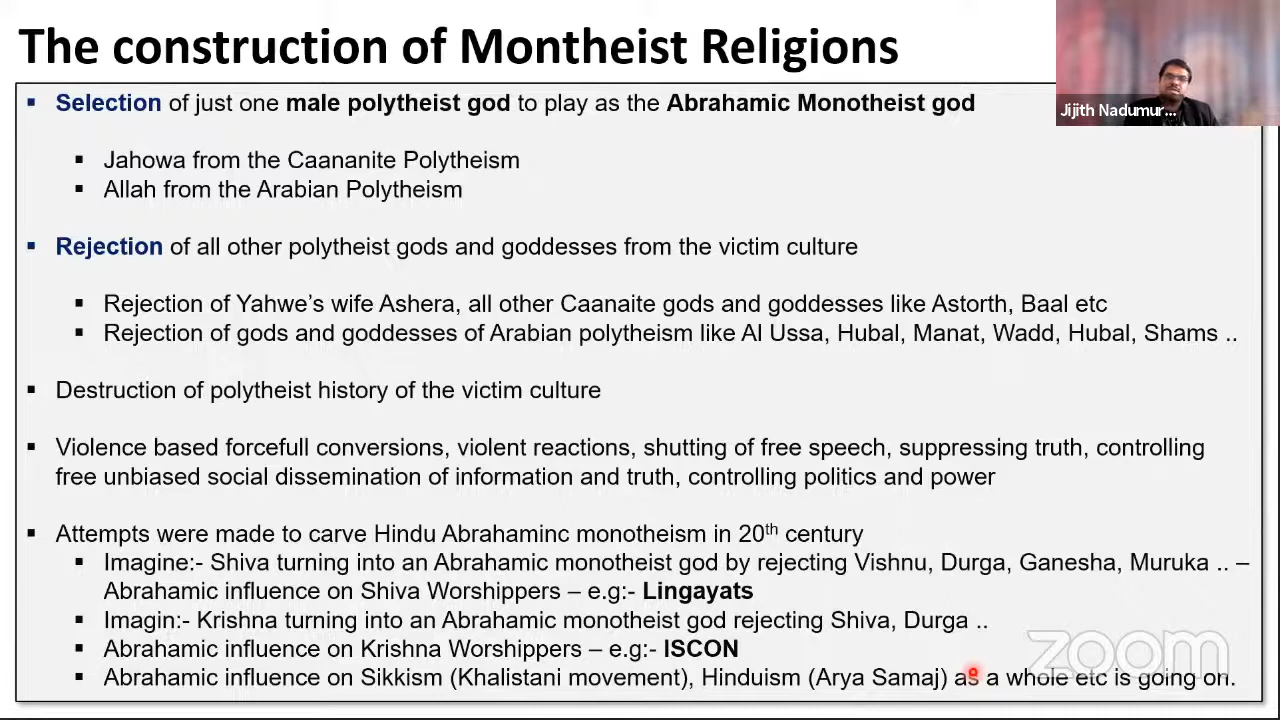 The construction of Montheist Religions
Jijith Nadumur...
▪ Selection of just one male polytheist god to play as the Abrahamic Monotheist god
▪ Jahowa from the Caananite Polytheism
▪ Allah from the Arabian Polytheism
▪ Rejection of all other polytheist gods and goddesses from the victim culture
▪ Rejection of Yahwe's wife Ashera, all other Caanaite gods and goddesses like Astorth, Baal etc
▪ Rejection of gods and goddesses of Arabian polytheism like Al Ussa, Hubal, Manat, Wadd, Hubal, Shams ..
▪ Destruction of polytheist history of the victim culture
▪ Violence based forcefull conversions, violent reactions, shutting of free speech, suppressing truth, controlling
free unbiased social dissemination of information and truth, controlling politics and power
▪ Attempts were made to carve Hindu Abrahaminc monotheism in 20th century
▪ Imagine:- Shiva turning into an Abrahamic monotheist god by rejecting Vishnu, Durga, Ganesha, Muruka .. –
Abrahamic influence on Shiva Worshippers – e.g:- Lingayats
▪ Imagin:- Krishna turning into an Abrahamic monotheist god rejecting Shiva, Durga ..
▪ Abrahamic influence on Krishna Worshippers – e.g:- ISCON
▪ Abrahamic influence on Sikkism (Khalistani movement), Hinduism (Arya Samaj) as a whole etc is going on.
zoom